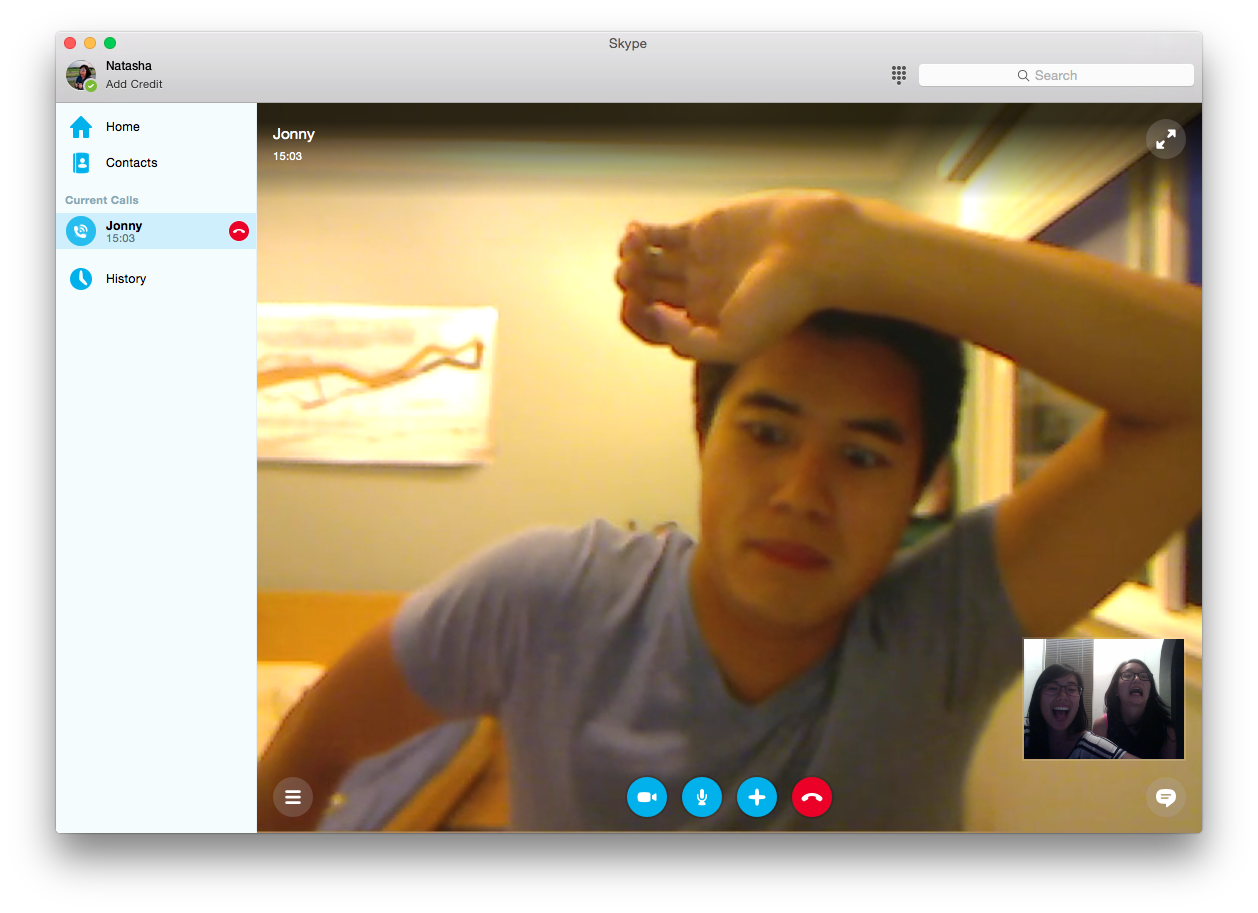 Skype
Natasha
Add Credit
Search
Home
Contacts
Current Calls
Jonny
15:03
History
Jonny
15:03